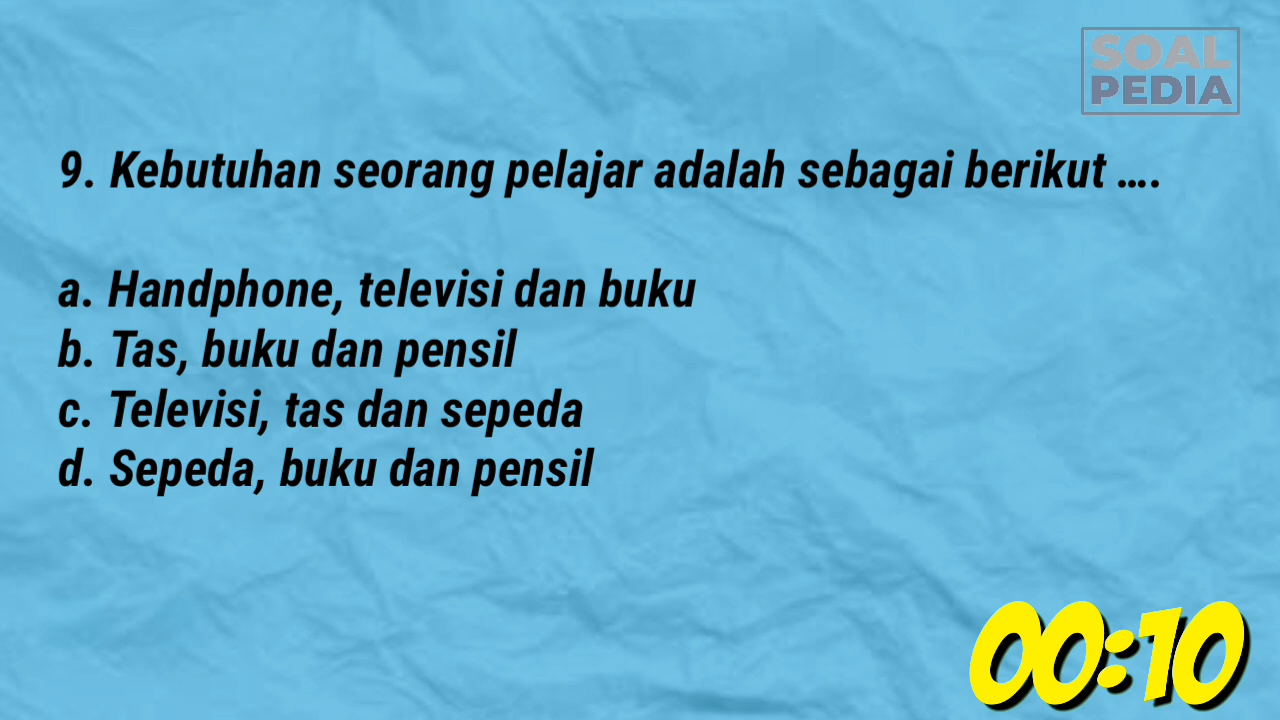 SOAL
PEDIA
9. Kebutuhan seorang pelajar adalah sebagai berikut ....
a. Handphone, televisi dan buku
b. Tas, buku dan pensil
c. Televisi, tas dan sepeda
d. Sepeda, buku dan pensil
00:10